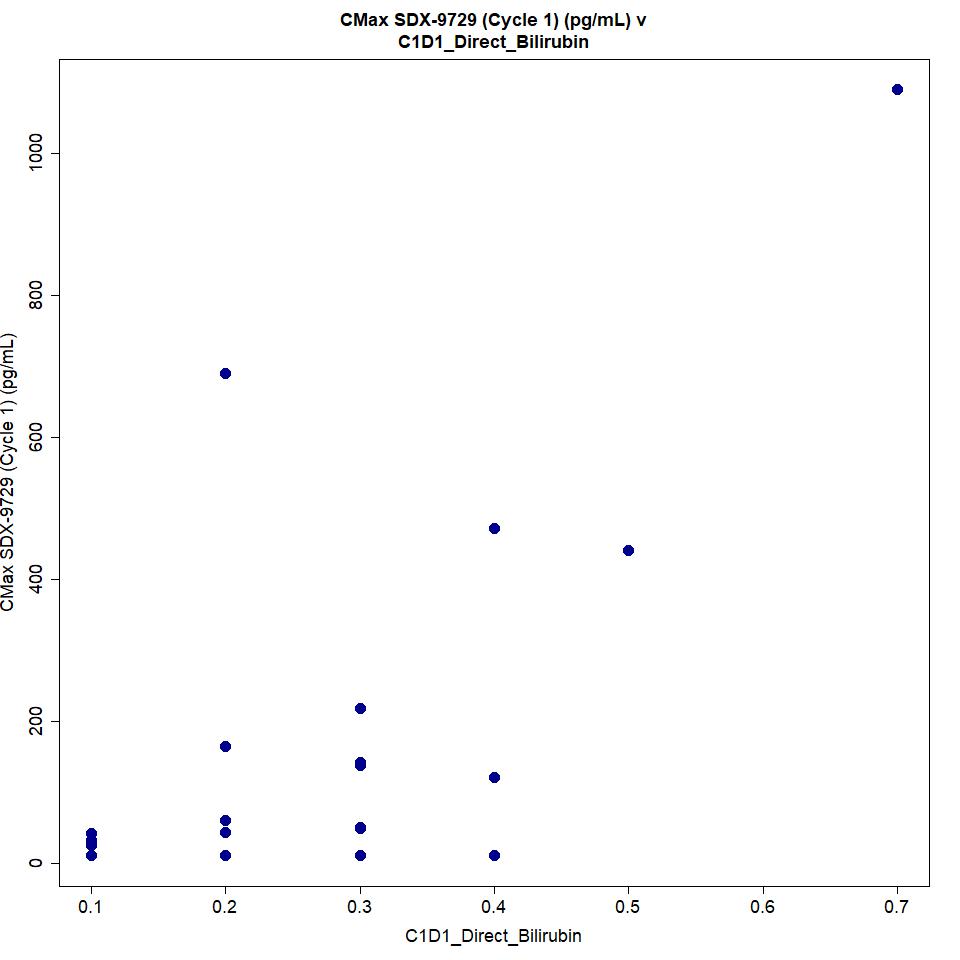 CMax SDX-9729 (Cycle 1) (pg/mL) v
C1D1_Direct_Bilirubin
CMax SDX-9729 (Cycle 1) (pg/mL)
1000
800
600
400
200
0
0.1 0.2 0.3 0.4 0.5 0.6 0.7
C1D1_Direct_Bilirubin